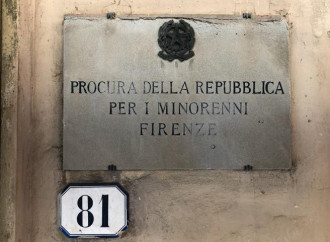 PROCURA DELLA REPUBBLICA
PER I MINORENNI
FIRENZE
81